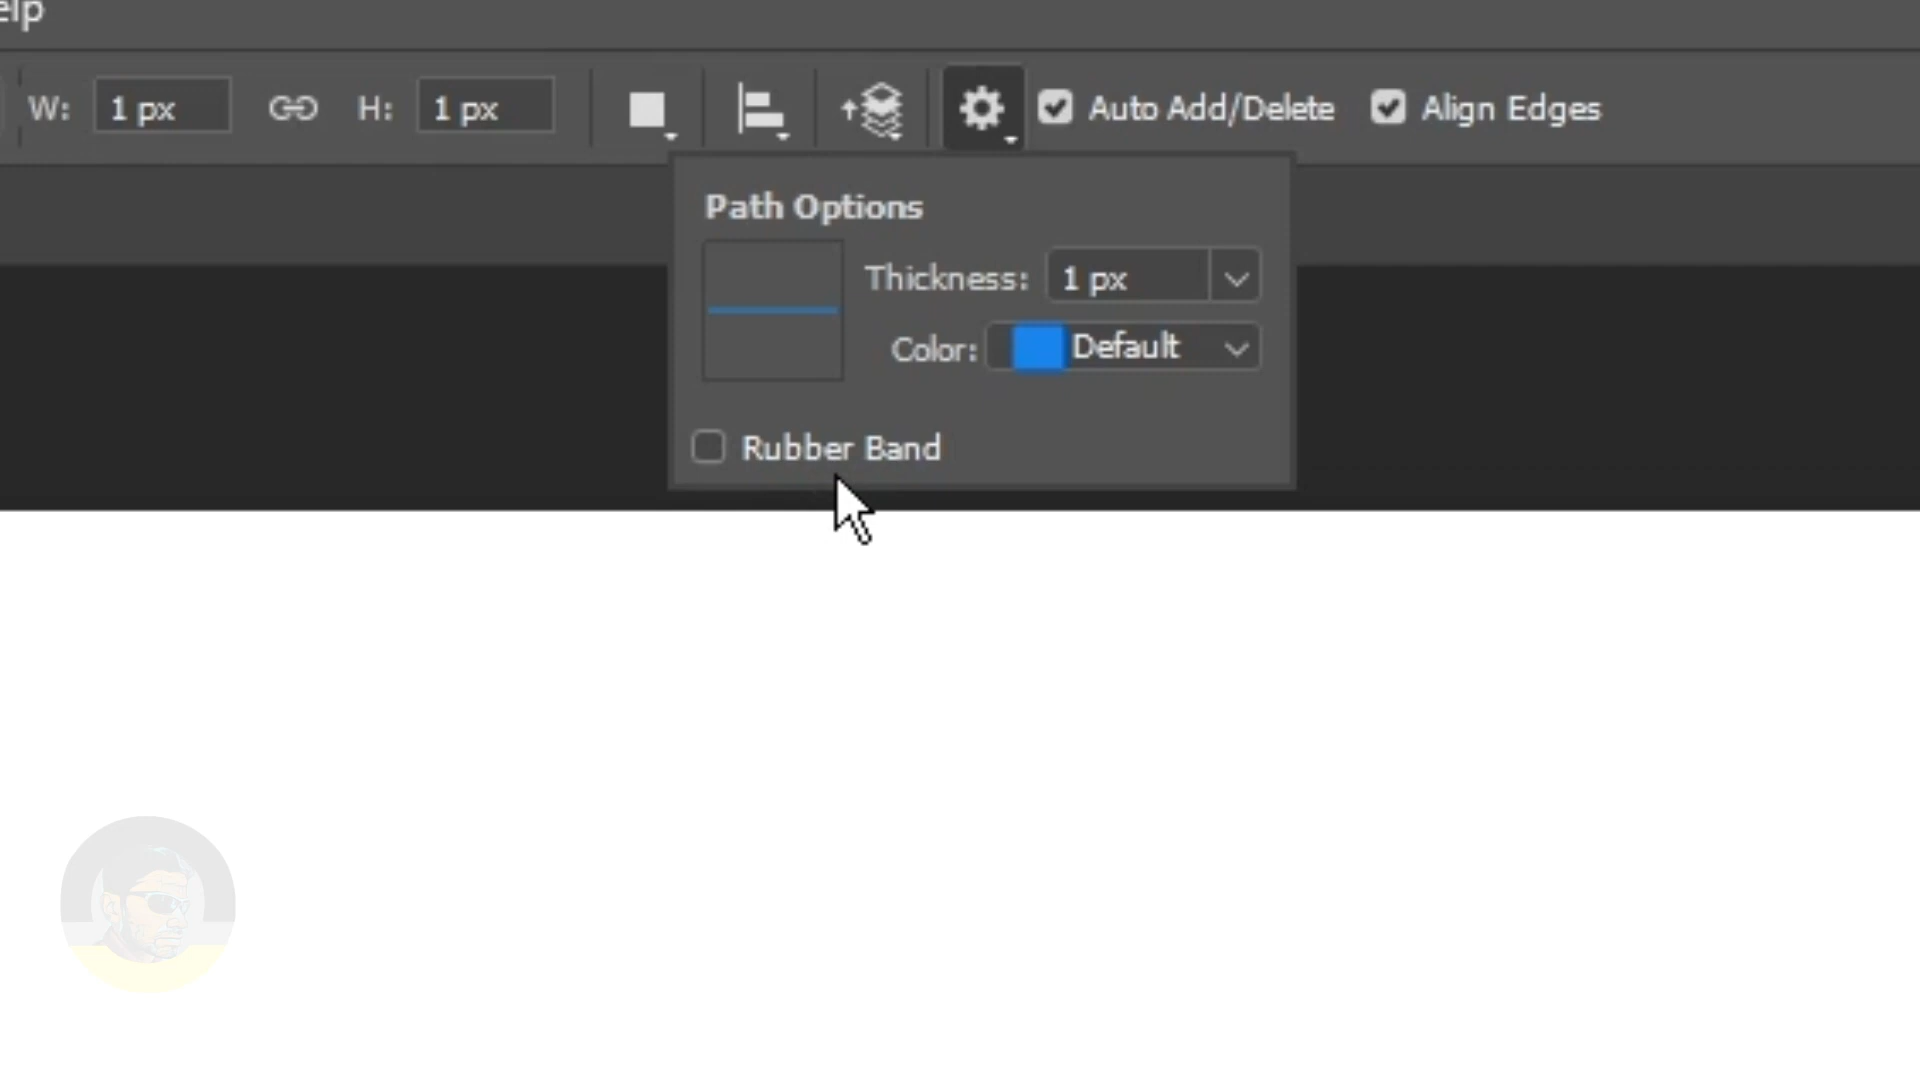 elp
W: 1 px H: 1 px Auto Add/Delete Align Edges
Path Options
Thickness: 1 px
Color: Default
Rubber Band